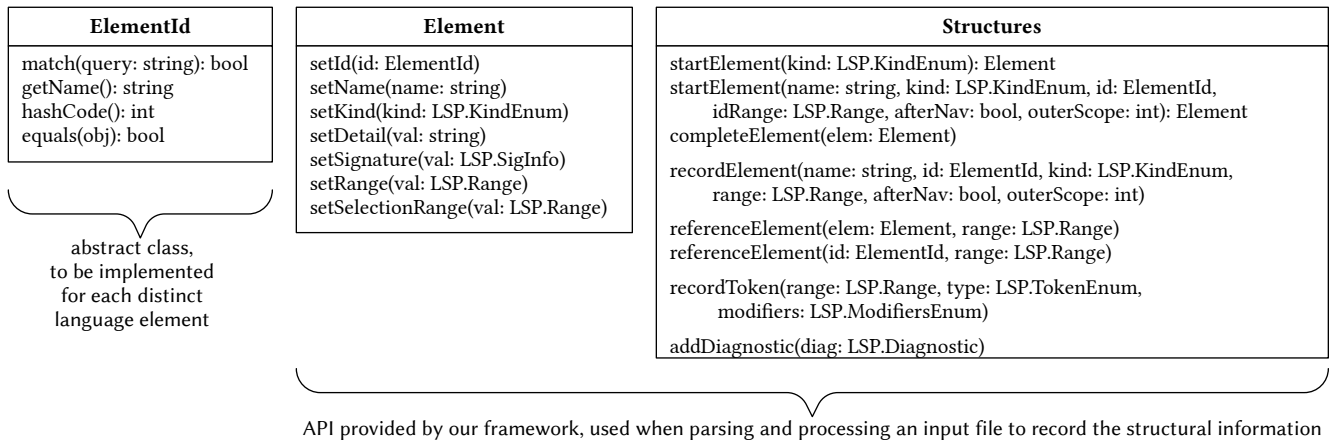 ElementId
match(query: string): bool
getName(): string
hashCode(): int
equals(obj): bool
abstract class,
to be implemented
for each distinct
language element
Element
setId(id: ElementId)
setName(name: string)
setKind(kind: LSP.KindEnum)
setDetail(val: string)
setSignature(val: LSP.SigInfo)
setRange(val: LSP.Range)
setSelectionRange(val: LSP.Range)
Structures
startElement(kind: LSP.KindEnum): Element
startElement(name: string, kind: LSP.KindEnum, id: ElementId,
idRange: LSP.Range, afterNav: bool, outerScope: int): Element
completeElement(elem: Element)
recordElement(name: string, id: ElementId, kind: LSP.KindEnum,
range: LSP.Range, afterNav: bool, outerScope: int)
referenceElement(elem: Element, range: LSP.Range)
referenceElement(id: ElementId, range: LSP.Range)
recordToken(range: LSP.Range, type: LSP.TokenEnum,
modifiers: LSP.ModifiersEnum)
addDiagnostic(diag: LSP.Diagnostic)
API provided by our framework, used when parsing and processing an input file to record the structural information